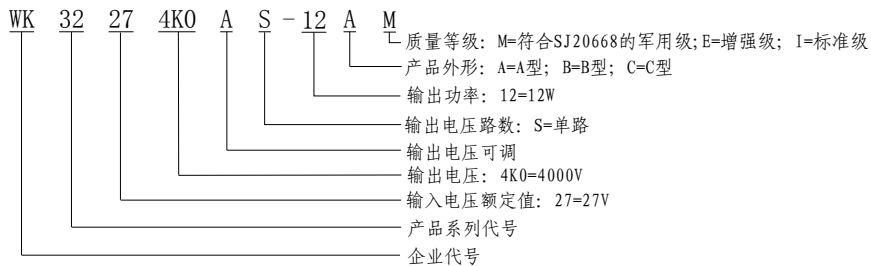 WK 32 27 4K0 A S-12 A M
质量等级: M=符合SJ20668的军用级;E=增强级; I=标准级
产品外形: A=A型; B=B型; C=C型
输出功率: 12=12W
输出电压路数: S=单路
输出电压可调
输出电压: 4K0=4000V
输入电压额定值: 27=27V
产品系列代号
企业代号